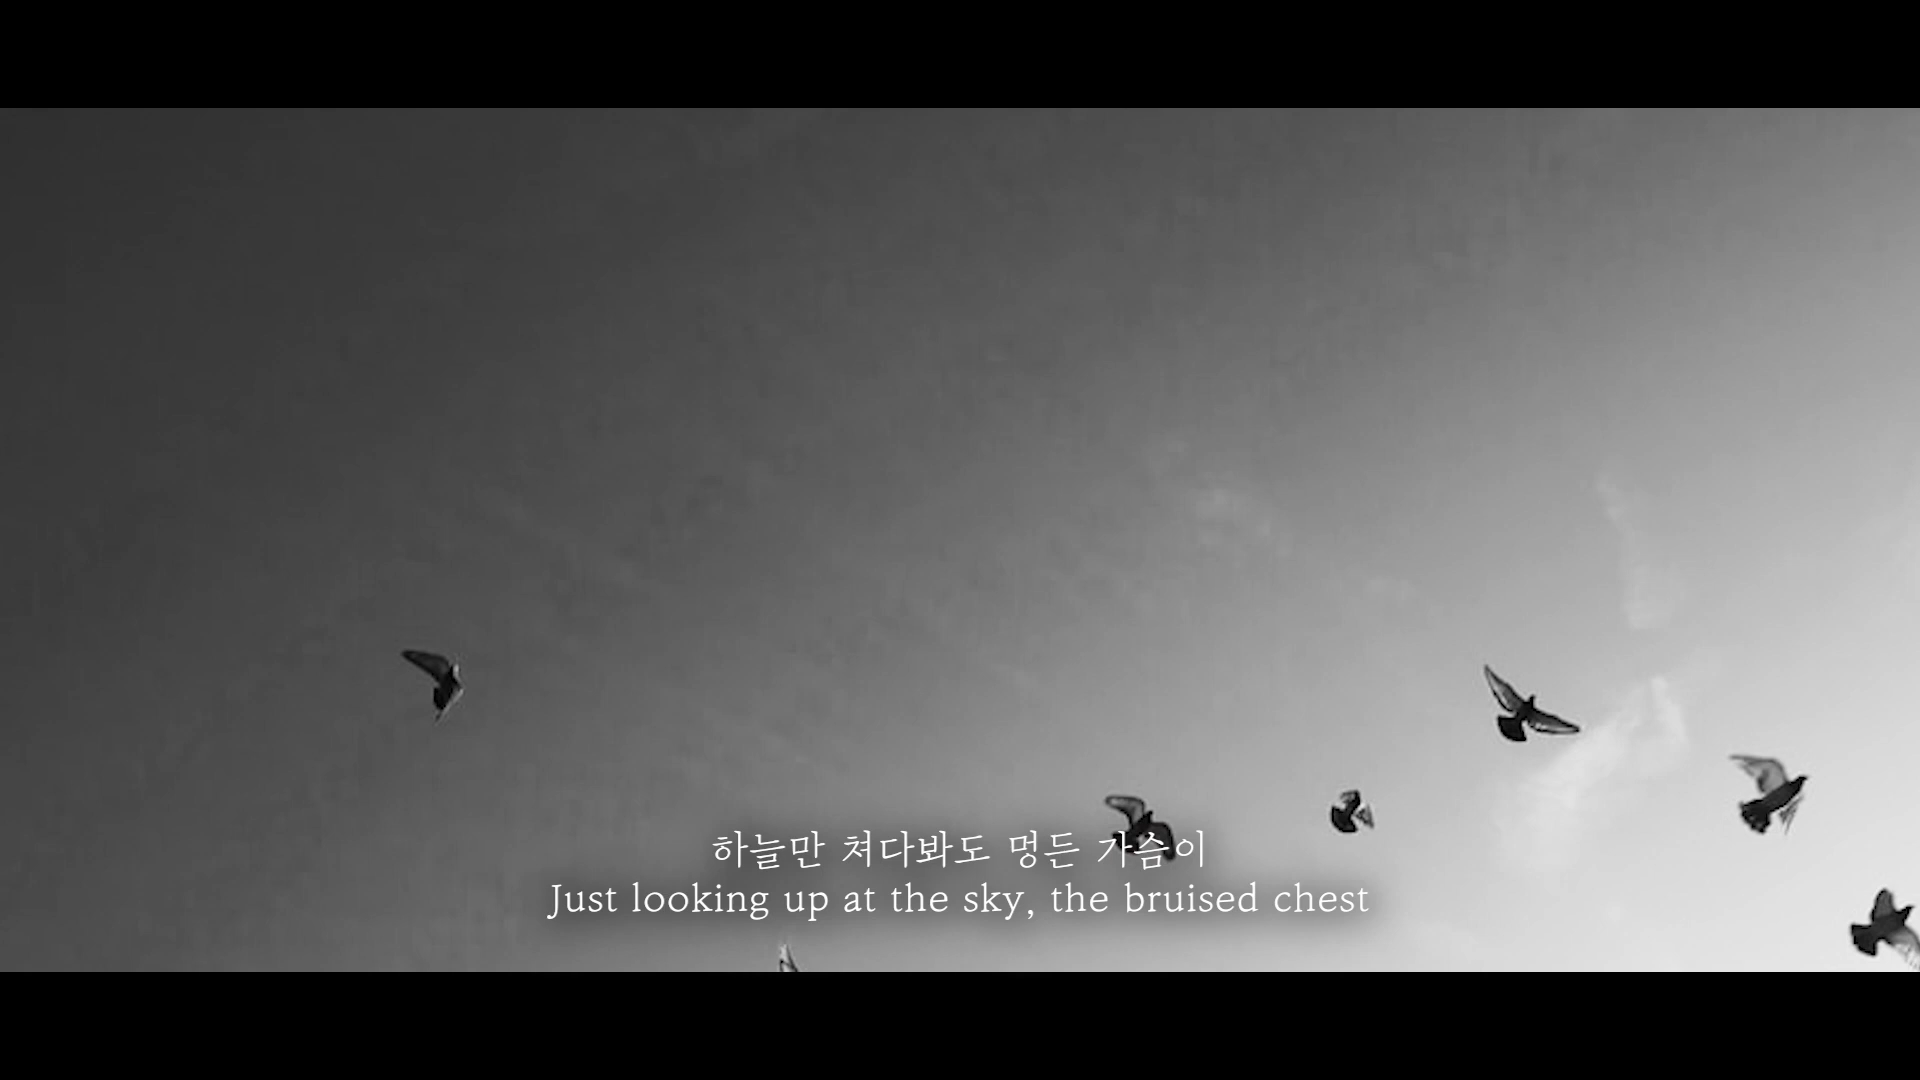 하늘만 쳐다봐도 멍든 가슴이
Just looking up at the sky, the bruised chest